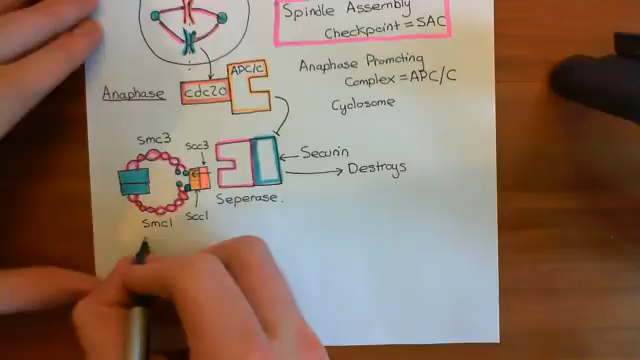 Spindle Assembly
Checkpoint = SAC
Anaphase Promoting
Complex = APC/C
Cyclosome
Anaphase
cdc20
APC/C
Smc3
Scc3
Securin
Destroys
Seperase.
Scc1
Smc1